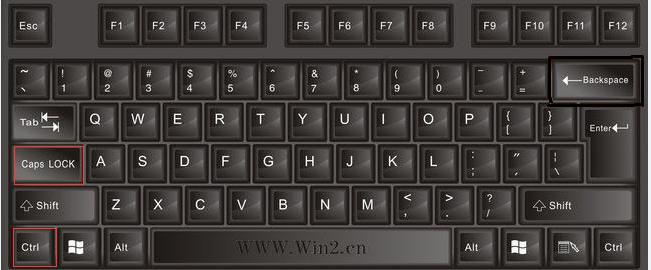 Esc F1 F2 F3 F4 F5 F6 F7 F8 F9 F10 F11 F12
~ ! @ # $ % ^ & * ( ) _ + ←Backspace
、 1 2 3 4 5 6 7 8 9 0 - =
Tab Q W E R T Y U I O P { }
[ ] Enter
Caps LOCK A S D F G H J K L : " ¦
; , \
Shift Z X C V B N M < > ? Shift
, . /
Ctrl Alt WWW.Win2.cn Alt Ctrl